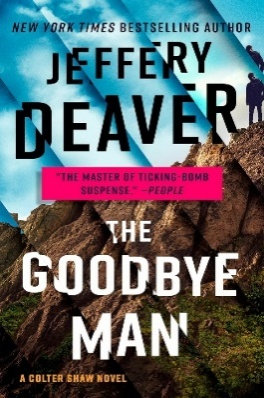 NEW YORK TIMES BESTSELLING AUTHOR
JEFFERY
DEAVER
"THE MASTER OF TICKING-BOMB
SUSPENSE." —PEOPLE
THE
GOODBYE
MAN
A COLTER SHAW NOVEL